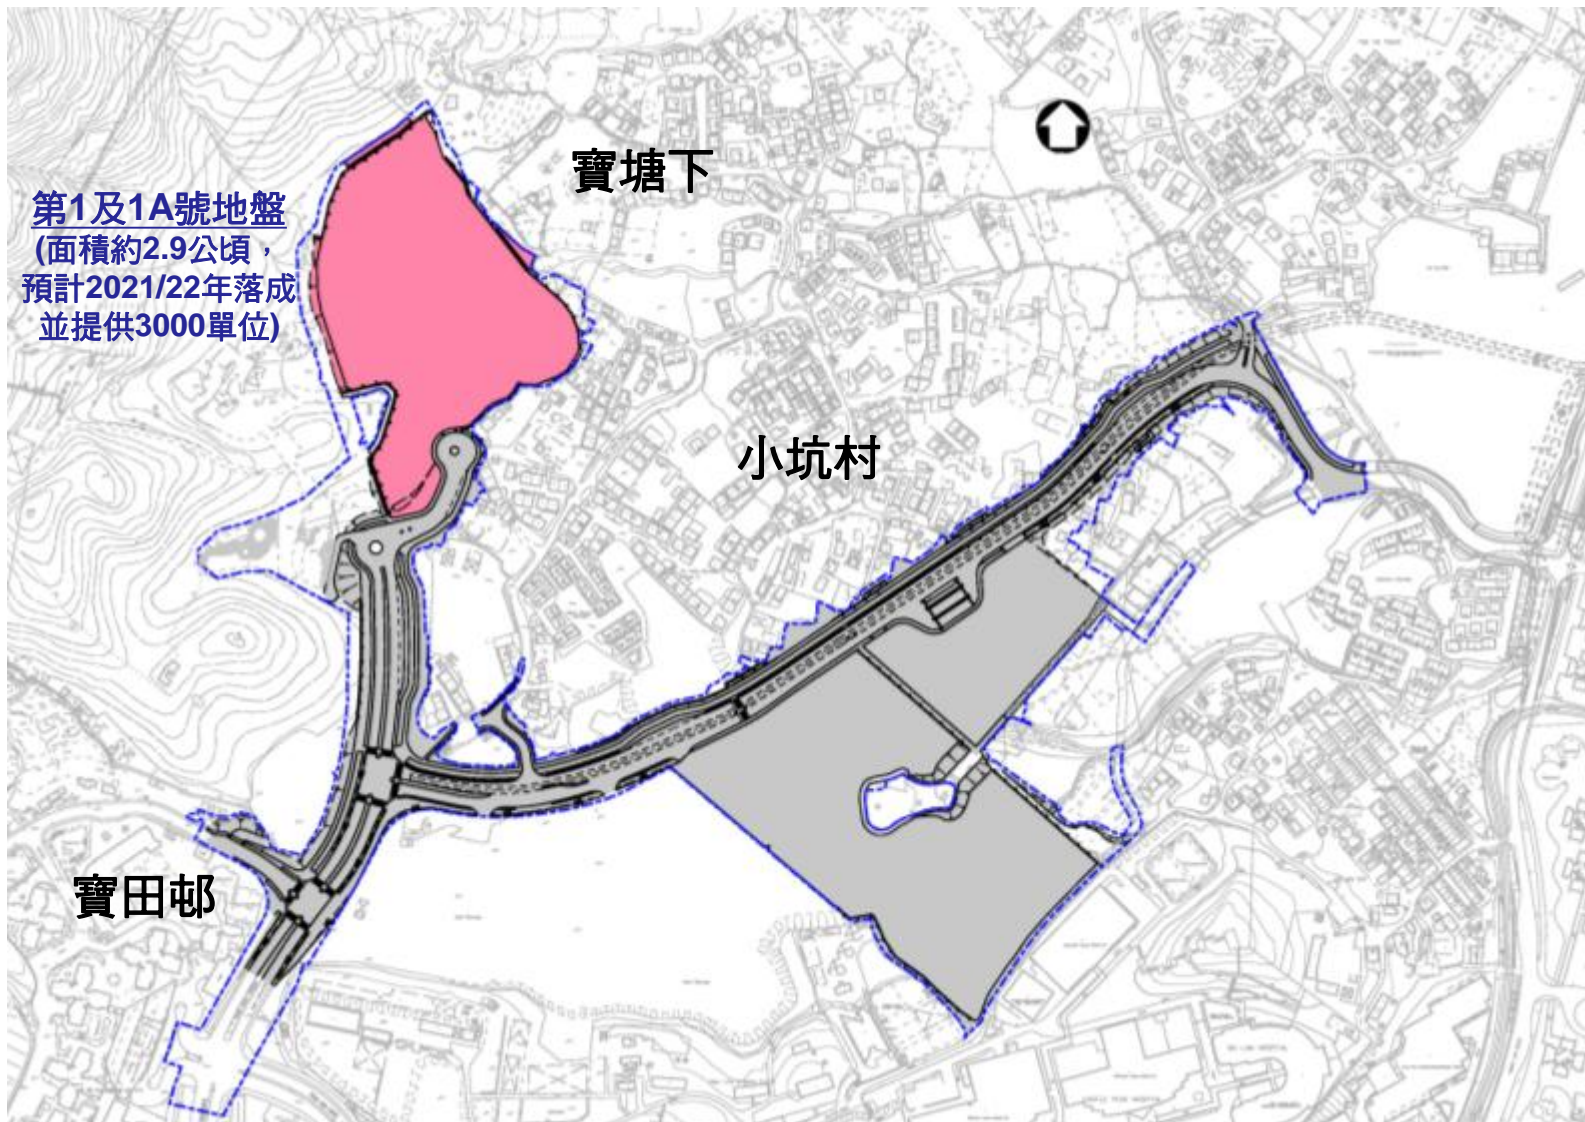 寶塘下
第1及1A號地盤
(面積約2.9公頃，
預計2021/22年落成
並提供3000單位)
小坑村
寶田邨